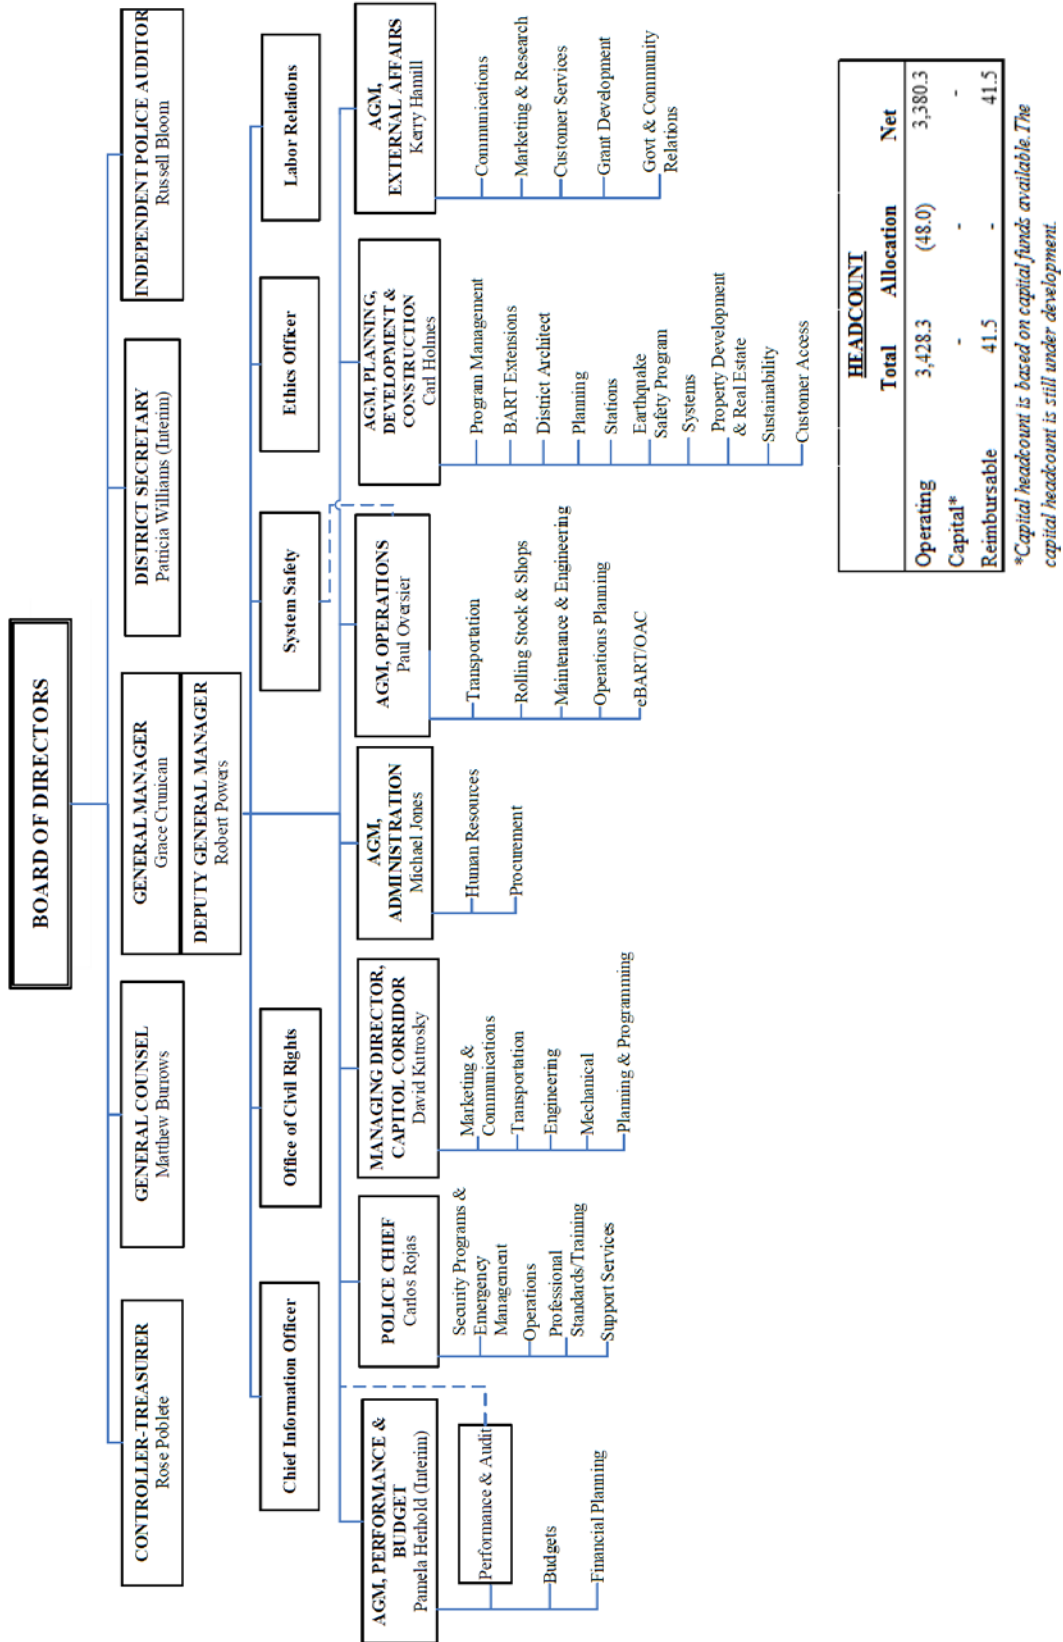 BOARD OF DIRECTORS
CONTROLLER-TREASURER
Rose Poblete
GENERAL COUNSEL
Matthew Burrows
GENERAL MANAGER
Grace Crunican
DEPUTY GENERAL MANAGER
Robert Powers
DISTRICT SECRETARY
Patricia Williams (Interim)
INDEPENDENT POLICE AUDITOR
Russell Bloom
Chief Information Officer
Office of Civil Rights
System Safety
Ethics Officer
Labor Relations
AGM, PERFORMANCE &
BUDGET
Pamela Herhold (Interim)
Performance & Audit
Budgets
Financial Planning
POLICE CHIEF
Carlos Rojas
Security Programs &
Emergency
Management
Operations
Professional
Standards/Training
Support Services
MANAGING DIRECTOR,
CAPITOL CORRIDOR
David Kutrosky
Marketing &
Communications
Transportation
Engineering
Mechanical
Planning & Programming
AGM,
ADMINISTRATION
Michael Jones
Human Resources
Procurement
AGM, OPERATIONS
Paul Oversier
Transportation
Rolling Stock & Shops
Maintenance & Engineering
Operations Planning
eBART/OAC
AGM, PLANNING,
DEVELOPMENT &
CONSTRUCTION
Carl Holmes
Program Management
BART Extensions
District Architect
Planning
Stations
Earthquake
Safety Program
Systems
Property Development
& Real Estate
Sustainability
Customer Access
AGM,
EXTERNAL AFFAIRS
Kerry Hamill
Communications
Marketing & Research
Customer Services
Grant Development
Govt & Community
Relations
HEADCOUNT
Total Allocation Net
Operating 3,428.3 (48.0) 3,380.3
Capital* - - -
Reimbursable 41.5 - 41.5
*Capital headcount is based on capital funds available. The
capital headcount is still under development.